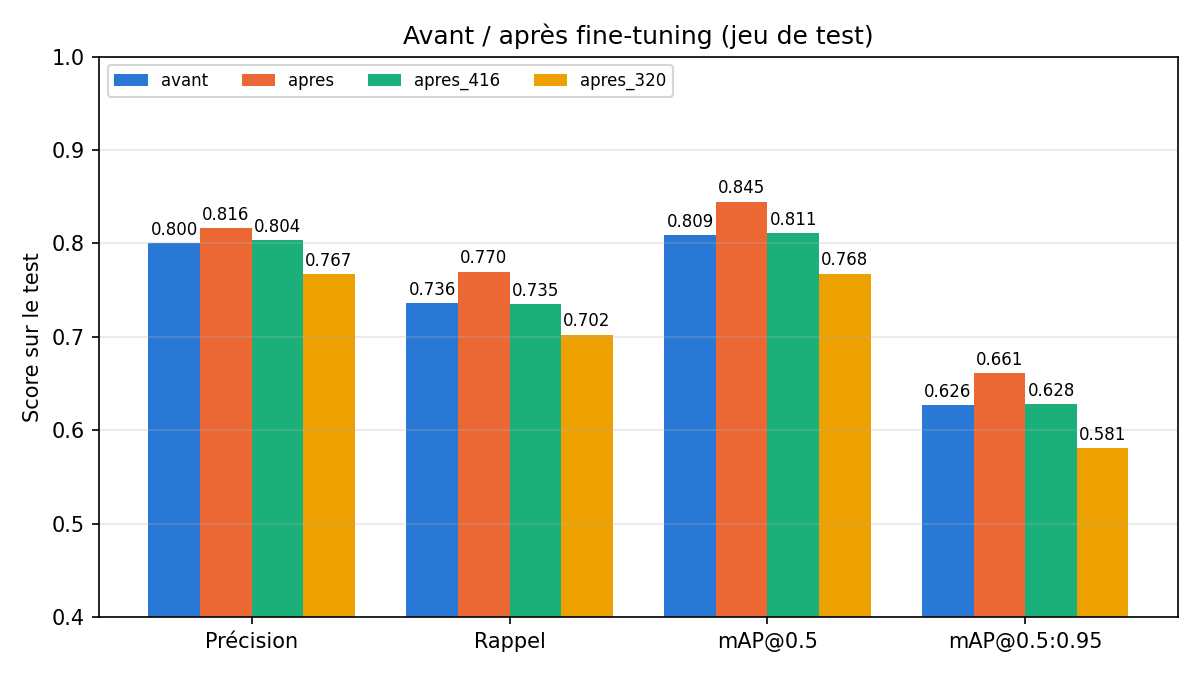 Avant / après fine-tuning (jeu de test)
avant apres apres_416 apres_320
Score sur le test
1.0
0.9
0.8
0.7
0.6
0.5
0.4
0.800 0.816 0.804 0.767
0.736 0.770 0.735 0.702
0.809 0.845 0.811 0.768
0.626 0.661 0.628 0.581
Précision Rappel mAP@0.5 mAP@0.5:0.95